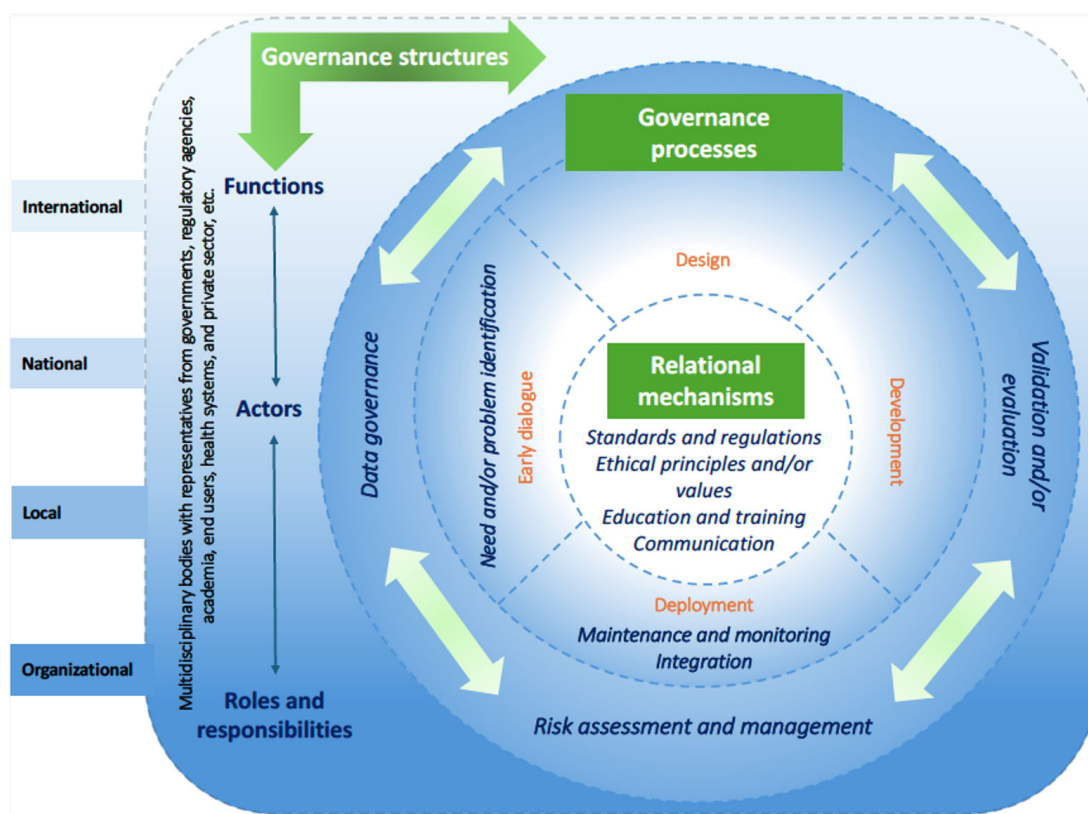 Governance structures
Multidisciplinary bodies with representatives from governments, regulatory agencies,
academia, end users, health systems, and private sector, etc.
International
National
Local
Organizational
Functions
Actors
Roles and
responsibilities
Governance
processes
Data governance
Need and/or problem identification
Early dialogue
Design
Development
Validation and/or
evaluation
Relational
mechanisms
Standards and regulations
Ethical principles and/or
values
Education and training
Communication
Deployment
Maintenance and monitoring
Integration
Risk assessment and management